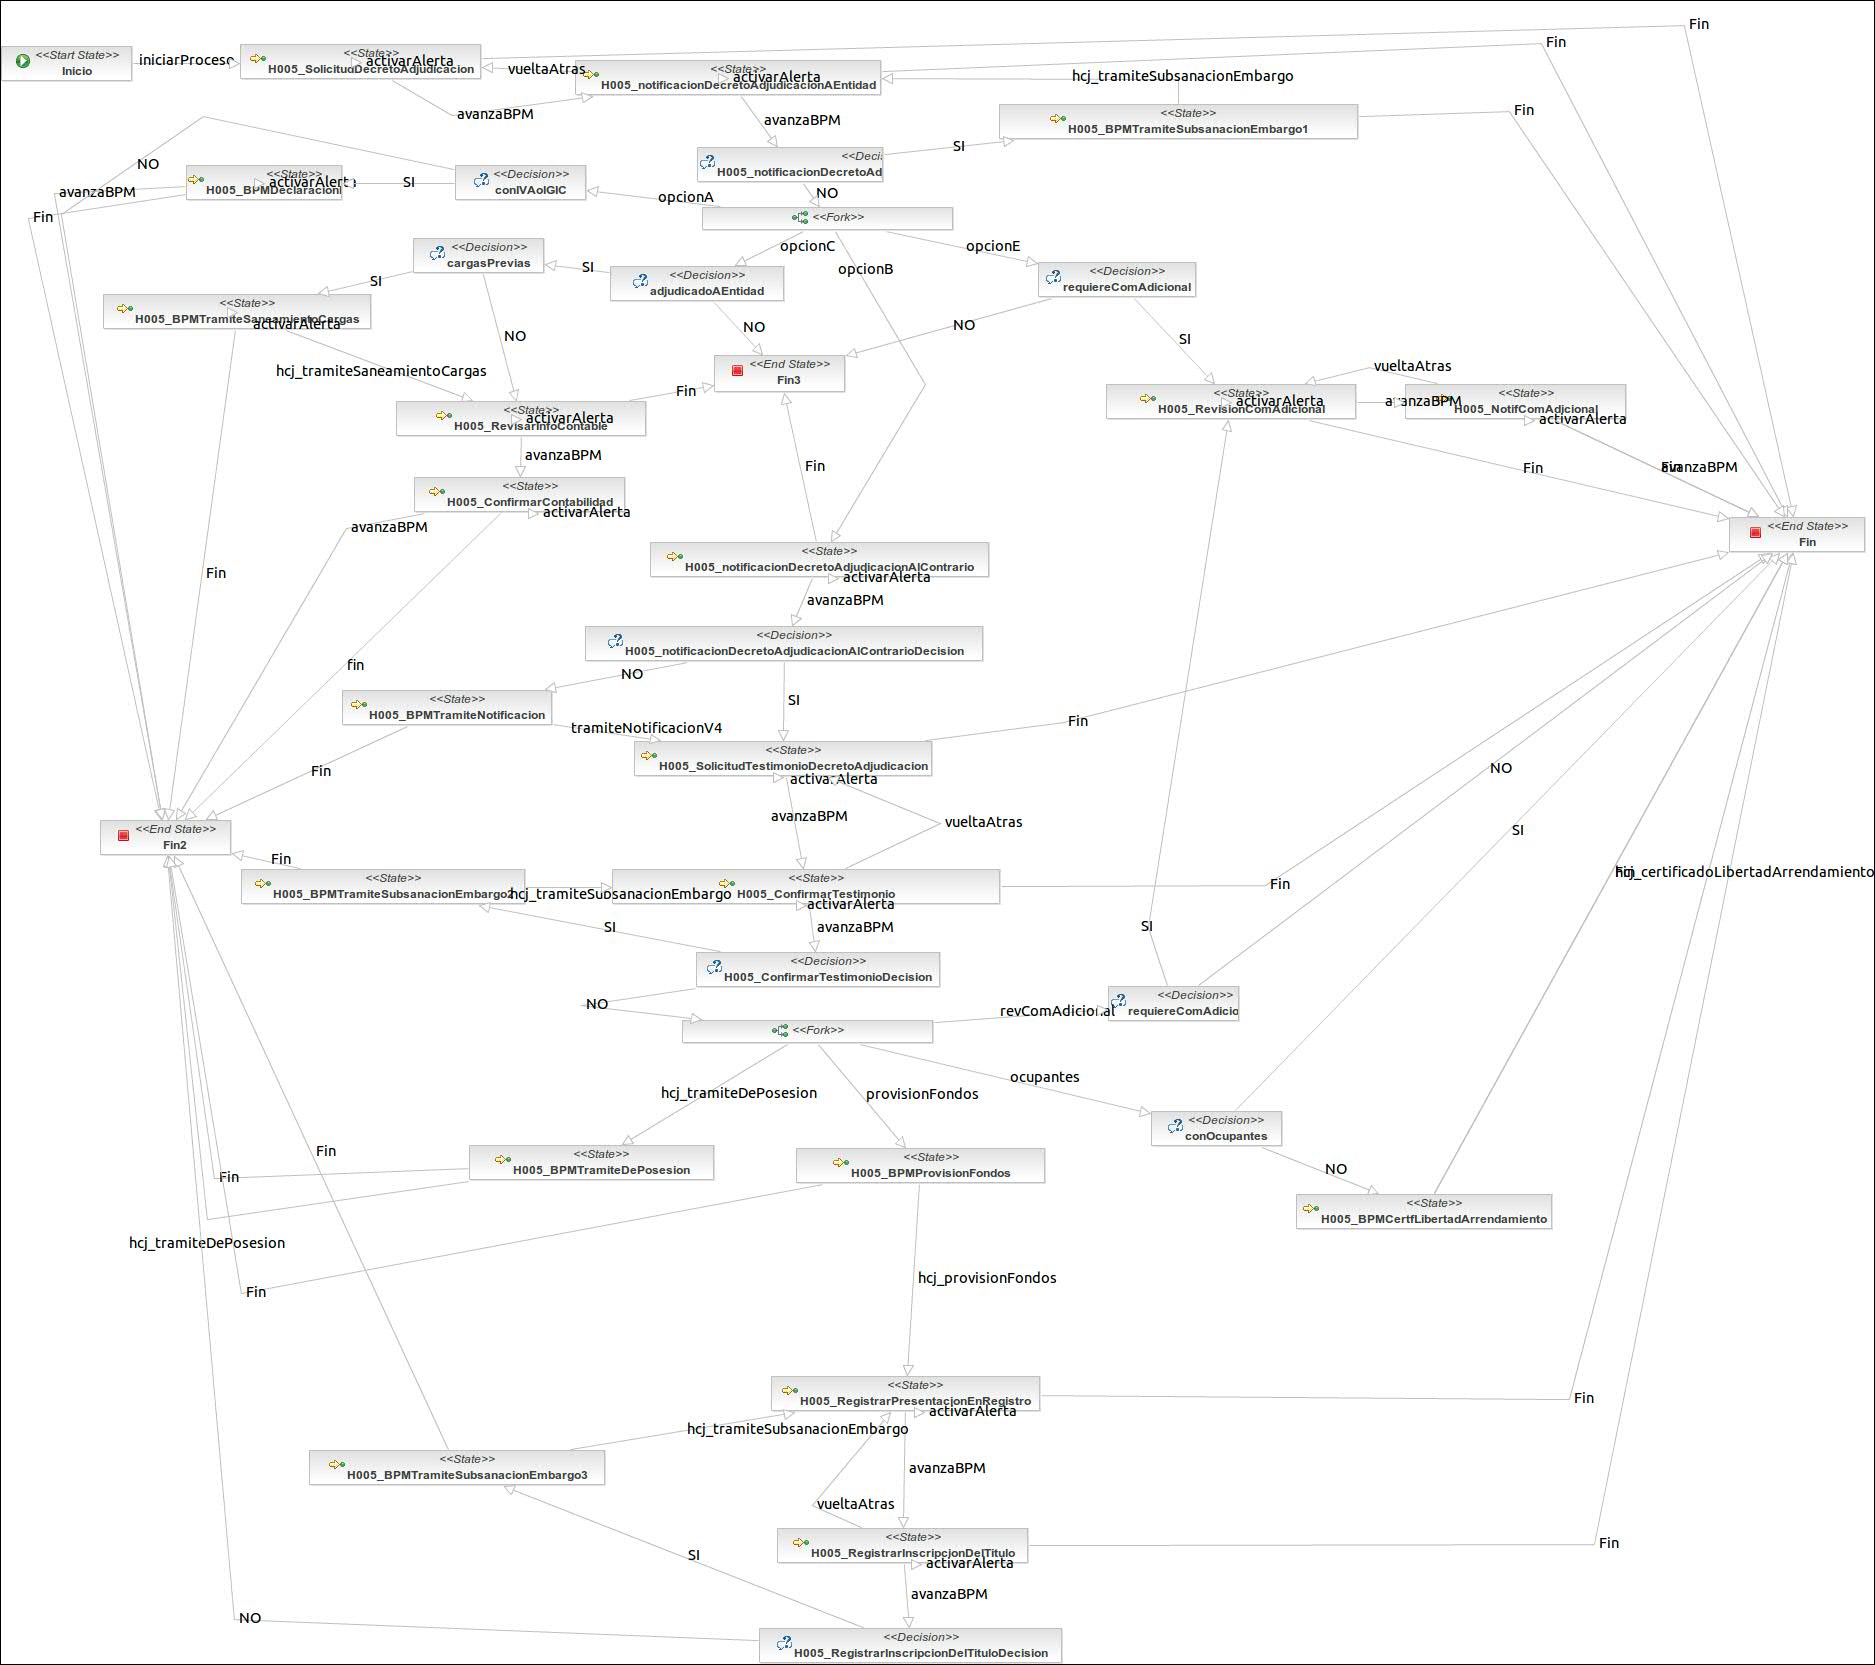 Fin
<<Start State>>
Inicio
iniciarProceso
<<State>>
H005_SolicitudDecretoAdjudicacion
activarAlerta
vueltaAtras
<<State>>
H005_notificacionDecretoAdjudicacionAEntidad
activarAlerta
Fin
hcj_tramiteSubsanacionEmbargo
avanzaBPM
avanzaBPM
<<State>>
H005_BPMTramiteSubsanacionEmbargo1
Fin
NO
<<State>>
H005_BPMDeclaracionI
activarAlerta
SI
<<Decision>>
conIVAoIGIC
<<Deci
H005_notificacionDecretoAd
SI
avanzaBPM
opcionA
NO
Fin
<<Fork>>
opcionC
opcionB
opcionE
<<Decision>>
cargasPrevias
SI
<<Decision>>
adjudicadoAEntidad
<<Decision>>
requiereComAdicional
SI
<<State>>
H005_BPMTramiteSaneamientoCargas
activarAlerta
NO
NO
NO
SI
hcj_tramiteSaneamientoCargas
<<End State>>
Fin3
Fin
vueltaAtras
<<State>>
H005_RevisarInfoContable
activarAlerta
<<State>>
H005_RevisionComAdicional
activarAlerta
avanzaBPM
<<State>>
H005_NotifComAdicional
activarAlerta
avanzaBPM
Fin
Fin
Fin
avanzaBPM
<<State>>
H005_ConfirmarContabilidad
activarAlerta
avanzaBPM
<<End State>>
Fin
<<State>>
H005_notificacionDecretoAdjudicacionAlContrario
activarAlerta
Fin
avanzaBPM
<<Decision>>
H005_notificacionDecretoAdjudicacionAlContrarioDecision
fin
NO
SI
<<State>>
H005_BPMTramiteNotificacion
tramiteNotificacionV4
Fin
<<State>>
H005_SolicitudTestimonioDecretoAdjudicacion
activarAlerta
Fin
NO
avanzaBPM
vueltaAtras
SI
<<End State>>
Fin2
Fin
<<State>>
H005_BPMTramiteSubsanacionEmbargo2
hcj_tramiteSubsanacionEmbargo
<<State>>
H005_ConfirmarTestimonio
activarAlerta
Fin
Fin
hcj_certificadoLibertadArrendamiento
SI
avanzaBPM
SI
<<Decision>>
H005_ConfirmarTestimonioDecision
NO
<<Fork>>
revComAdicional
<<Decision>>
requiereComAdicio
hcj_tramiteDePosesion
provisionFondos
ocupantes
<<Decision>>
conOcupantes
Fin
<<State>>
H005_BPMTramiteDePosesion
<<State>>
H005_BPMProvisionFondos
NO
Fin
<<State>>
H005_BPMCertfLibertadArrendamiento
hcj_tramiteDePosesion
hcj_provisionFondos
Fin
<<State>>
H005_RegistrarPresentacionEnRegistro
activarAlerta
Fin
hcj_tramiteSubsanacionEmbargo
<<State>>
H005_BPMTramiteSubsanacionEmbargo3
avanzaBPM
vueltaAtras
<<State>>
H005_RegistrarInscripcionDelTitulo
activarAlerta
Fin
SI
avanzaBPM
NO
<<Decision>>
H005_RegistrarInscripcionDelTituloDecision